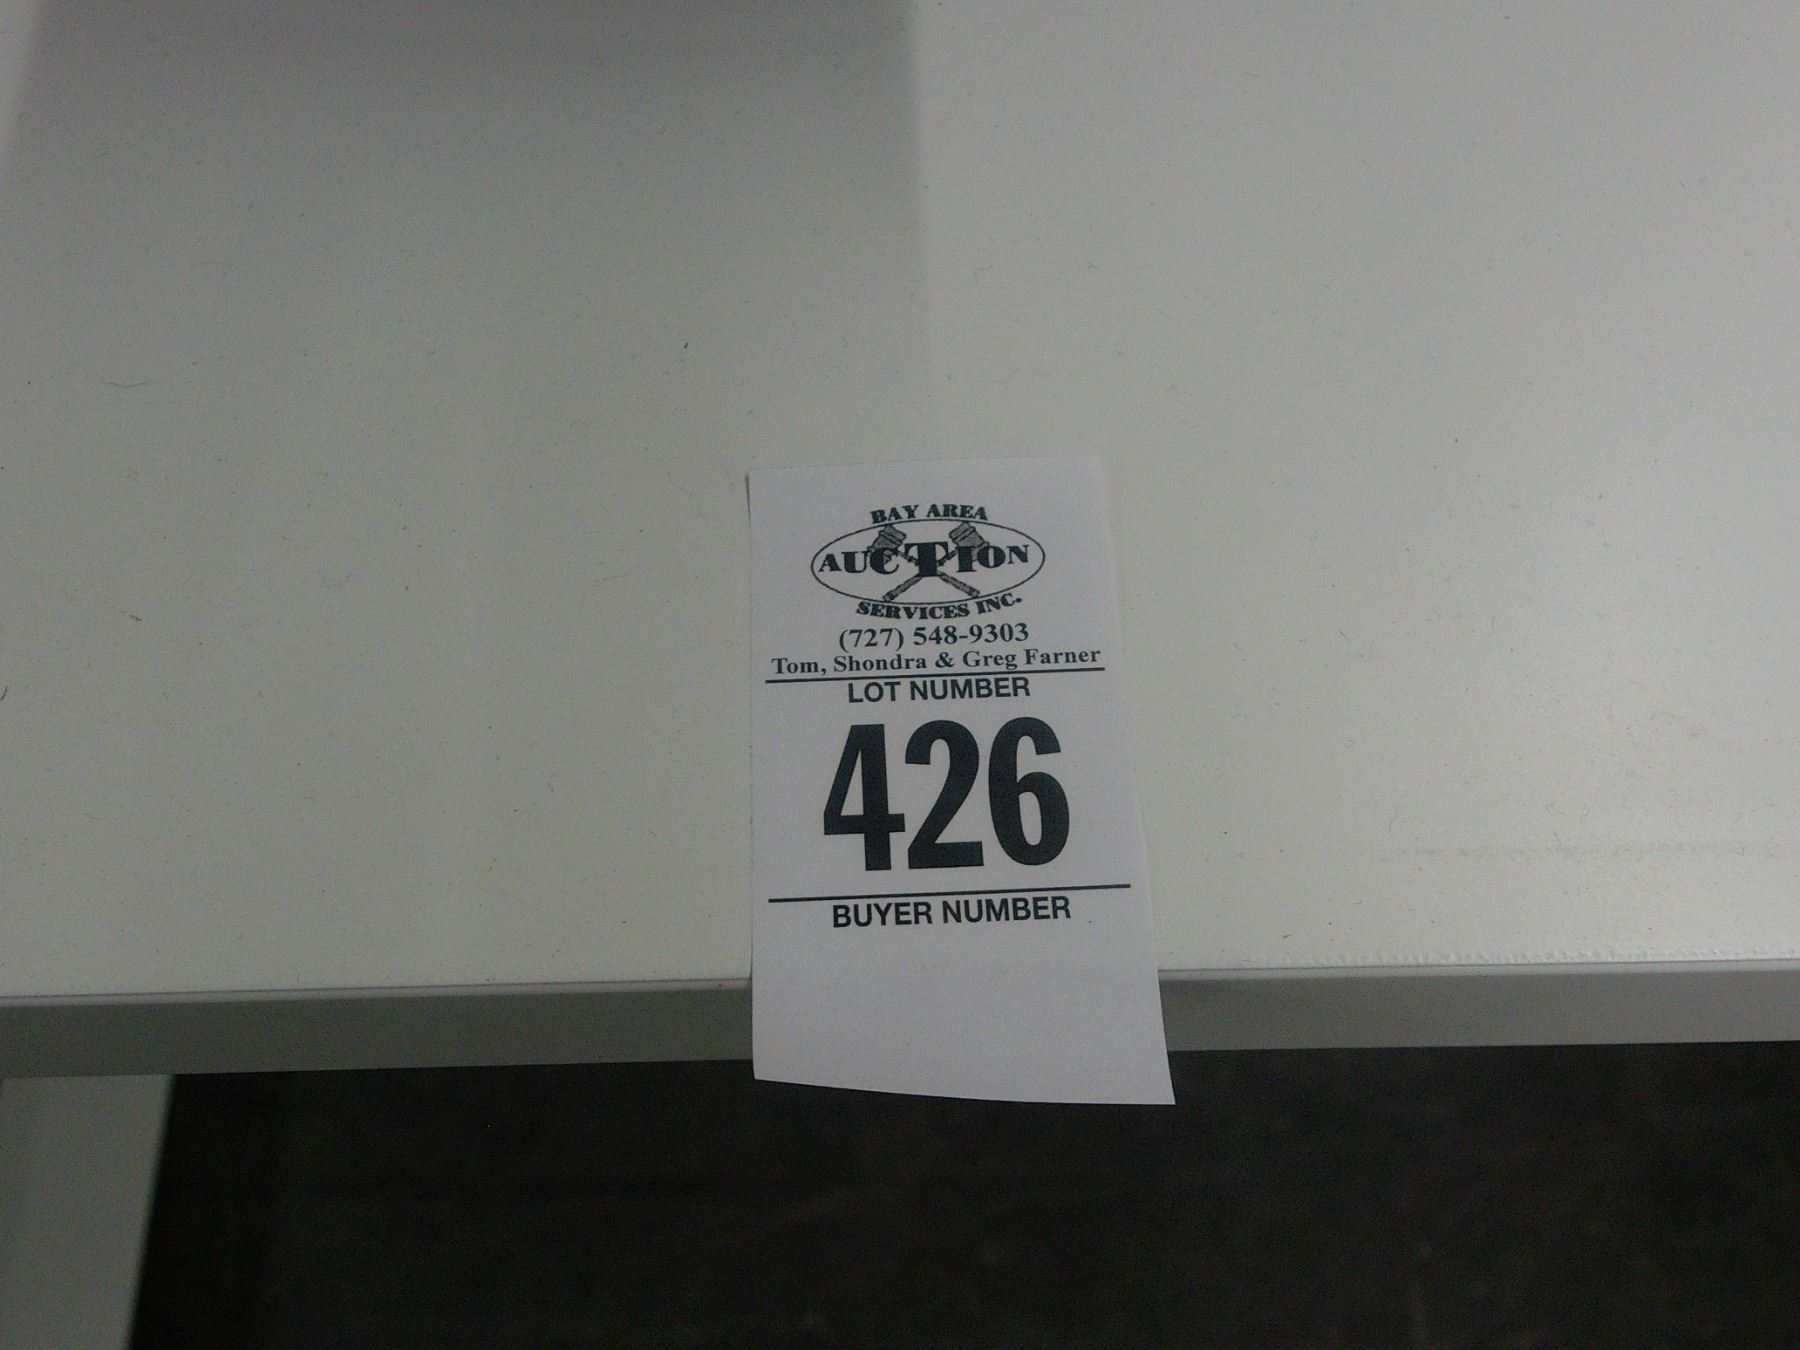 BAY AREA
AUCTION
SERVICES INC.
(727) 548-9303
Tom, Shondra & Greg Farner
LOT NUMBER
426
BUYER NUMBER